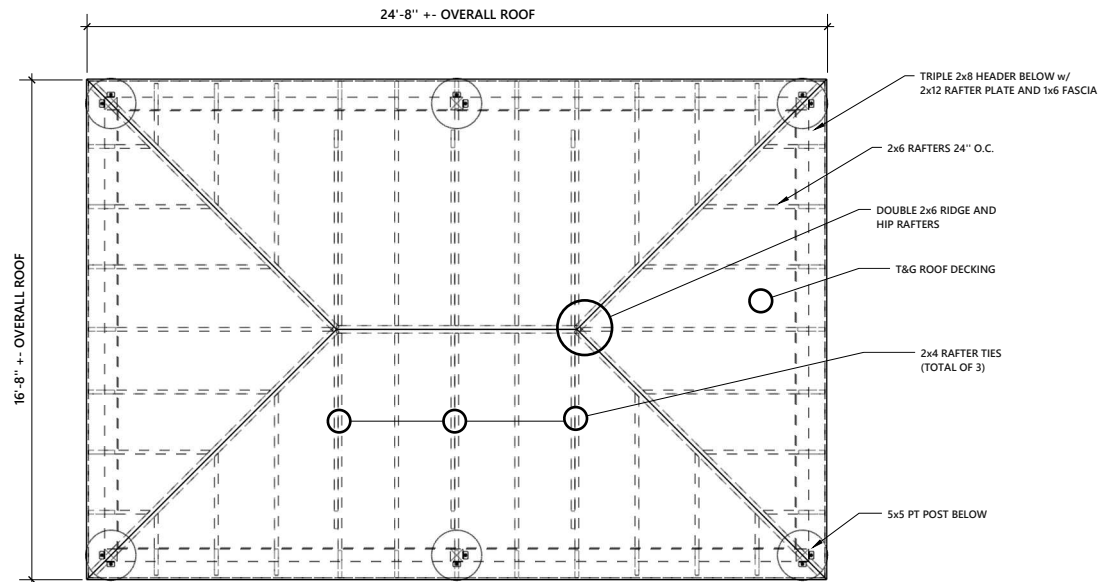 24'-8'' +- OVERALL ROOF
16'-8'' +- OVERALL ROOF
TRIPLE 2x8 HEADER BELOW w/
2x12 RAFTER PLATE AND 1x6 FASCIA
2x6 RAFTERS 24'' O.C.
DOUBLE 2x6 RIDGE AND
HIP RAFTERS
T&G ROOF DECKING
2x4 RAFTER TIES
(TOTAL OF 3)
5x5 PT POST BELOW